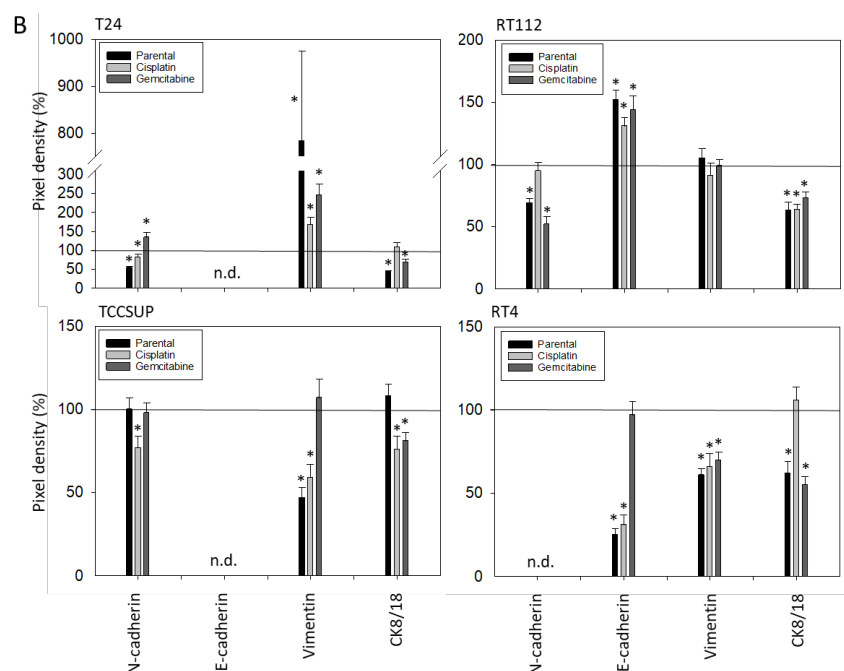 B
T24
Pixel density (%)
1000
900
800
300
250
200
150
100
50
0
Parental
Cisplatin
Gemcitabine
*
*
*
n.d.
*
*
*
*
*
RT112
200
150
100
50
0
Parental
Cisplatin
Gemcitabine
*
*
*
*
*
*
*
*
TCCSUP
Pixel density (%)
150
100
50
0
Parental
Cisplatin
Gemcitabine
*
n.d.
*
*
*
*
N-cadherin
E-cadherin
Vimentin
CK8/18
RT4
150
100
50
0
Parental
Cisplatin
Gemcitabine
n.d.
*
*
*
*
*
*
*
N-cadherin
E-cadherin
Vimentin
CK8/18